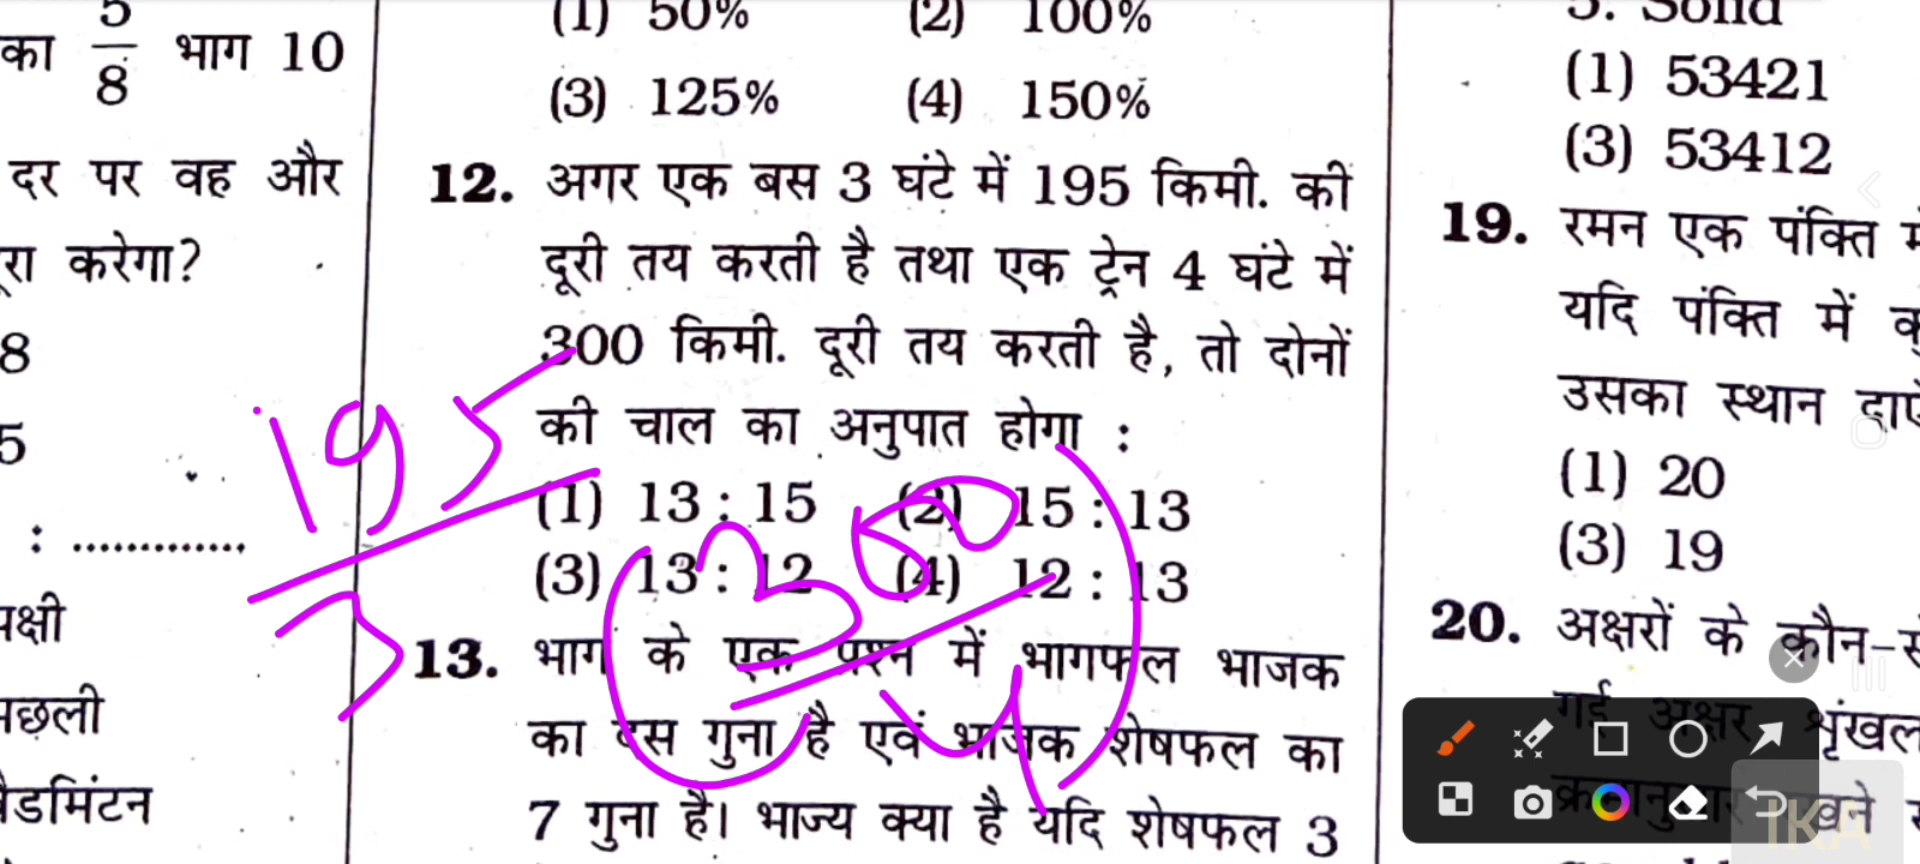 का 5/8 भाग 10
दर पर वह और
रा करेगा?
8
5
: ..............
मछली
बैडमिंटन
(1) 50% (2) 100%
(3) 125% (4) 150%
12. अगर एक बस 3 घंटे में 195 किमी. की
दूरी तय करती है तथा एक ट्रेन 4 घंटे में
300 किमी. दूरी तय करती है, तो दोनों
की चाल का अनुपात होगा :
(1) 13 : 15 (2) 15 : 13
(3) 13 : 12 (4) 12 : 13
13. भाग के एक प्रश्न में भागफल भाजक
का दस गुना है एवं भाजक शेषफल का
7 गुना है। भाज्य क्या है यदि शेषफल 3
195
3
300
4
5. Solid
(1) 53421
(3) 53412
19. रमन एक पंक्ति में
यदि पंक्ति में
उसका स्थान दाएँ
(1) 20
(3) 19
20. अक्षरों के कौन-से
गई अक्षर शृंखला
क्रमानुसार रखने